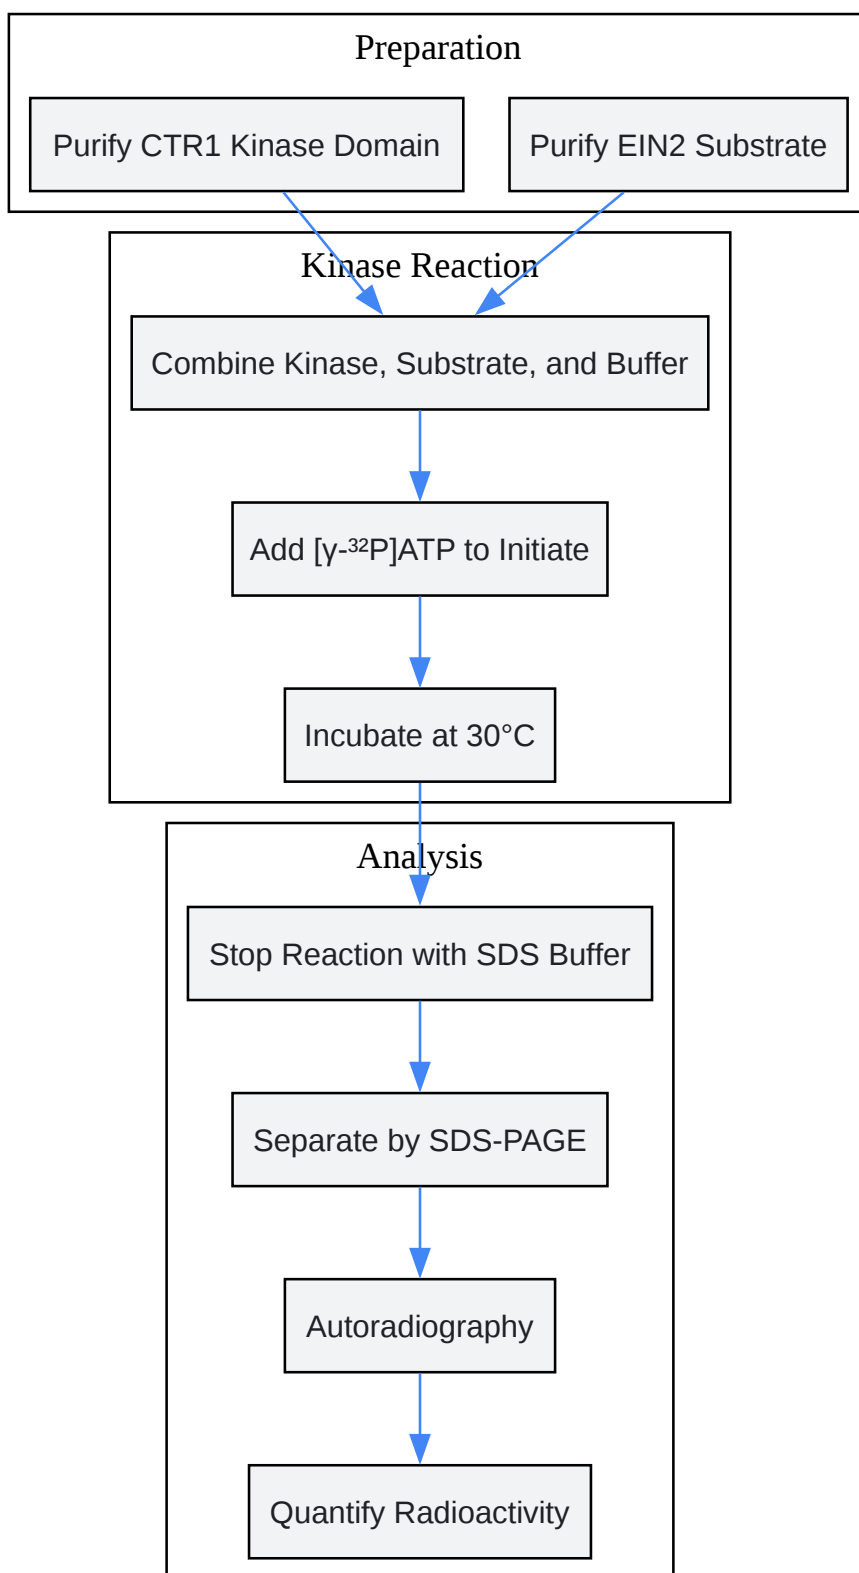 Preparation
Purify CTR1 Kinase Domain
Purify EIN2 Substrate
Kinase Reaction
Combine Kinase, Substrate, and Buffer
Add [γ-³²P]ATP to Initiate
Incubate at 30°C
Analysis
Stop Reaction with SDS Buffer
Separate by SDS-PAGE
Autoradiography
Quantify Radioactivity